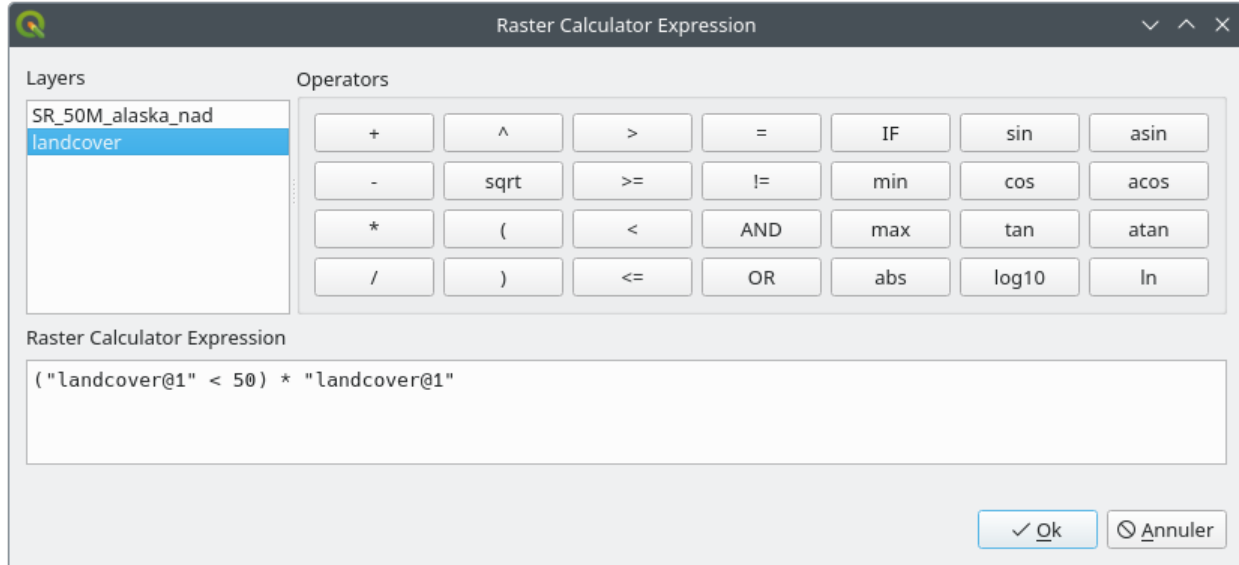 Raster Calculator Expression
Layers
Operators
SR_50M_alaska_nad
landcover
+ ^ > = IF sin asin
- sqrt >= != min cos acos
* ( < AND max tan atan
/ ) <= OR abs log10 ln
Raster Calculator Expression
("landcover@1" < 50) * "landcover@1"
Ok Annuler